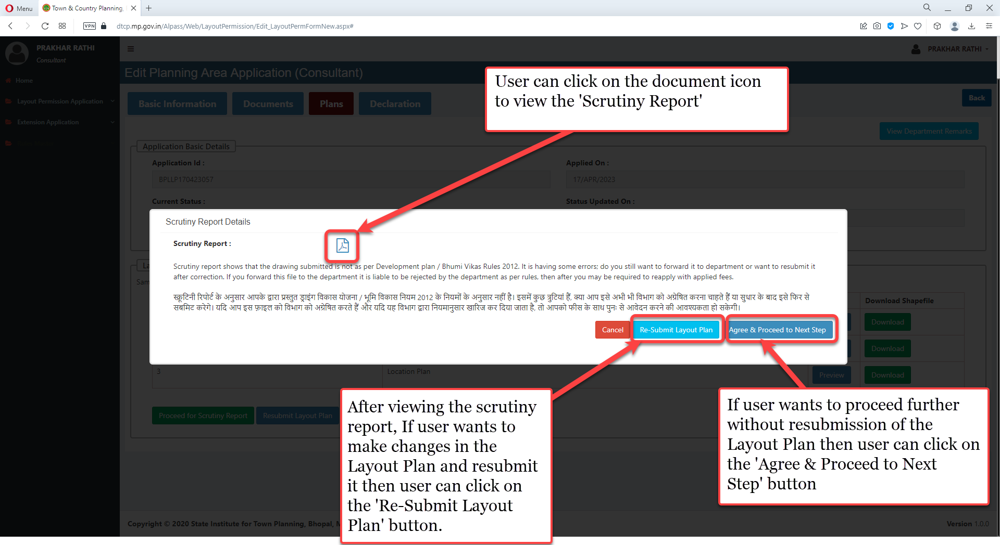 Menu
Town & Country Planning,
VPN
dtcp.mp.gov.in/Alpass/Web/LayoutPermission/Edit_LayoutPermFormNew.aspx#
PRAKHAR RATHI
Consultant
PRAKHAR RATHI
Home
Layout Permission Application
Extension Application
Edit Planning Area Application (Consultant)
Basic Information
Documents
Plans
Declaration
Back
User can click on the document icon
to view the 'Scrutiny Report'
View Department Remarks
Application Basic Details
Application Id :
Applied On :
BPLLP170423057
17/APR/2023
Current Status :
Status Updated On :
Scrutiny Report Details
Scrutiny Report :
Scrutiny report shows that the drawing submitted is not as per Development plan / Bhumi Vikas Rules 2012. It is having some errors; do you still want to forward it to department or want to resubmit it
after correction. If you forward this file to the department it is liable to be rejected by the department as per rules, then after you may be required to reapply with applied fees.
स्क्रूटिनी रिपोर्ट के अनुसार आपके द्वारा प्रस्तुत ड्राइंग विकास योजना / भूमि विकास नियम 2012 के नियमों के अनुसार नहीं है। इसमें कुछ त्रुटियां हैं, क्या आप इसे अभी भी विभाग को अग्रेषित करना चाहते हैं या सुधार के बाद इसे फिर से
सबमिट करेगे। यदि आप इस फ़ाइल को विभाग को अग्रेषित करते हैं और यदि यह विभाग द्वारा नियमानुसार खारिज कर दिया जाता है, तो आपको फीस के साथ पुनः से आवेदन करने की आवश्यकता हो सकेगी।
Cancel
Re-Submit Layout Plan
Agree & Proceed to Next Step
Download Shapefile
Download
Download
3
Location Plan
Preview
Download
Proceed for Scrutiny Report
Resubmit Layout Plan
After viewing the scrutiny
report, If user wants to
make changes in the
Layout Plan and resubmit
it then user can click on
the 'Re-Submit Layout
Plan' button.
If user wants to proceed further
without resubmission of the
Layout Plan then user can click on
the 'Agree & Proceed to Next
Step' button
Copyright © 2020 State Institute for Town Planning, Bhopal,
Version 1.0.0